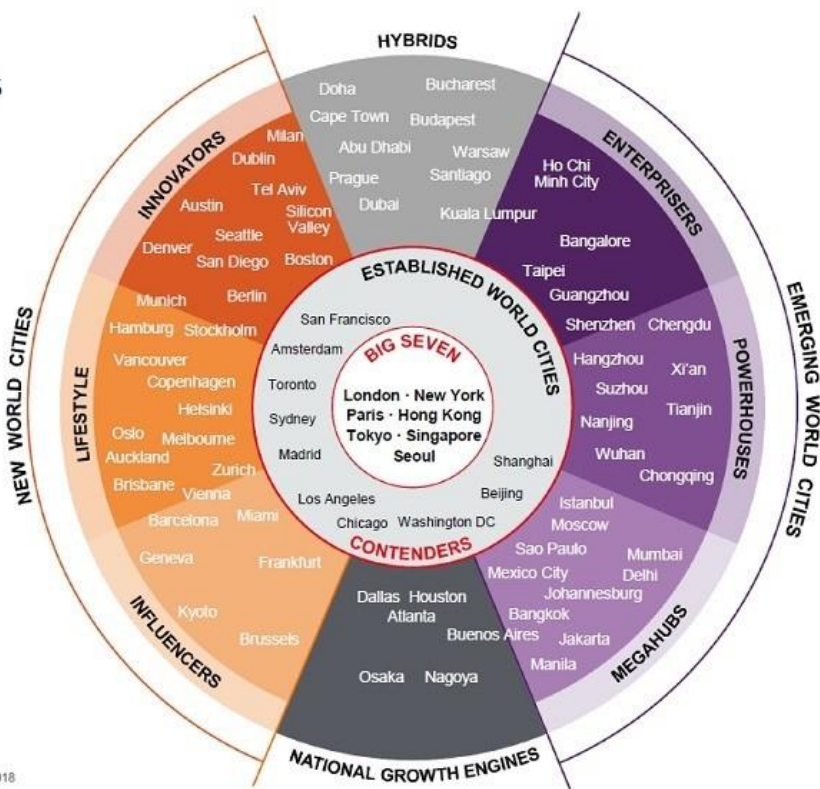 HYBRIDS
Doha
Bucharest
Cape Town
Budapest
Abu Dhabi
Warsaw
Prague
Santiago
Dubai
Kuala Lumpur
INNOVATORS
Milan
Dublin
Tel Aviv
Austin
Silicon
Valley
Seattle
Denver
San Diego
Boston
Berlin
ENTERPRISERS
Ho Chi
Minh City
Bangalore
Taipei
Guangzhou
Shenzhen
NEW WORLD CITIES
LIFESTYLE
Munich
Hamburg
Stockholm
Vancouver
Copenhagen
Helsinki
Oslo
Melbourne
Auckland
Zurich
Brisbane
Vienna
ESTABLISHED WORLD CITIES
San Francisco
Amsterdam
Toronto
Sydney
Madrid
Los Angeles
Chicago
Washington DC
Beijing
Shanghai
CONTENDERS
BIG SEVEN
London · New York
Paris · Hong Kong
Tokyo · Singapore
Seoul
EMERGING WORLD CITIES
POWERHOUSES
Chengdu
Hangzhou
Xi'an
Suzhou
Tianjin
Nanjing
Wuhan
Chongqing
INFLUENCERS
Barcelona
Miami
Geneva
Frankfurt
Kyoto
Brussels
MEGAHUBS
Istanbul
Moscow
Sao Paulo
Mumbai
Mexico City
Delhi
Johannesburg
Bangkok
Jakarta
Manila
Dallas
Houston
Atlanta
Buenos Aires
Osaka
Nagoya
NATIONAL GROWTH ENGINES